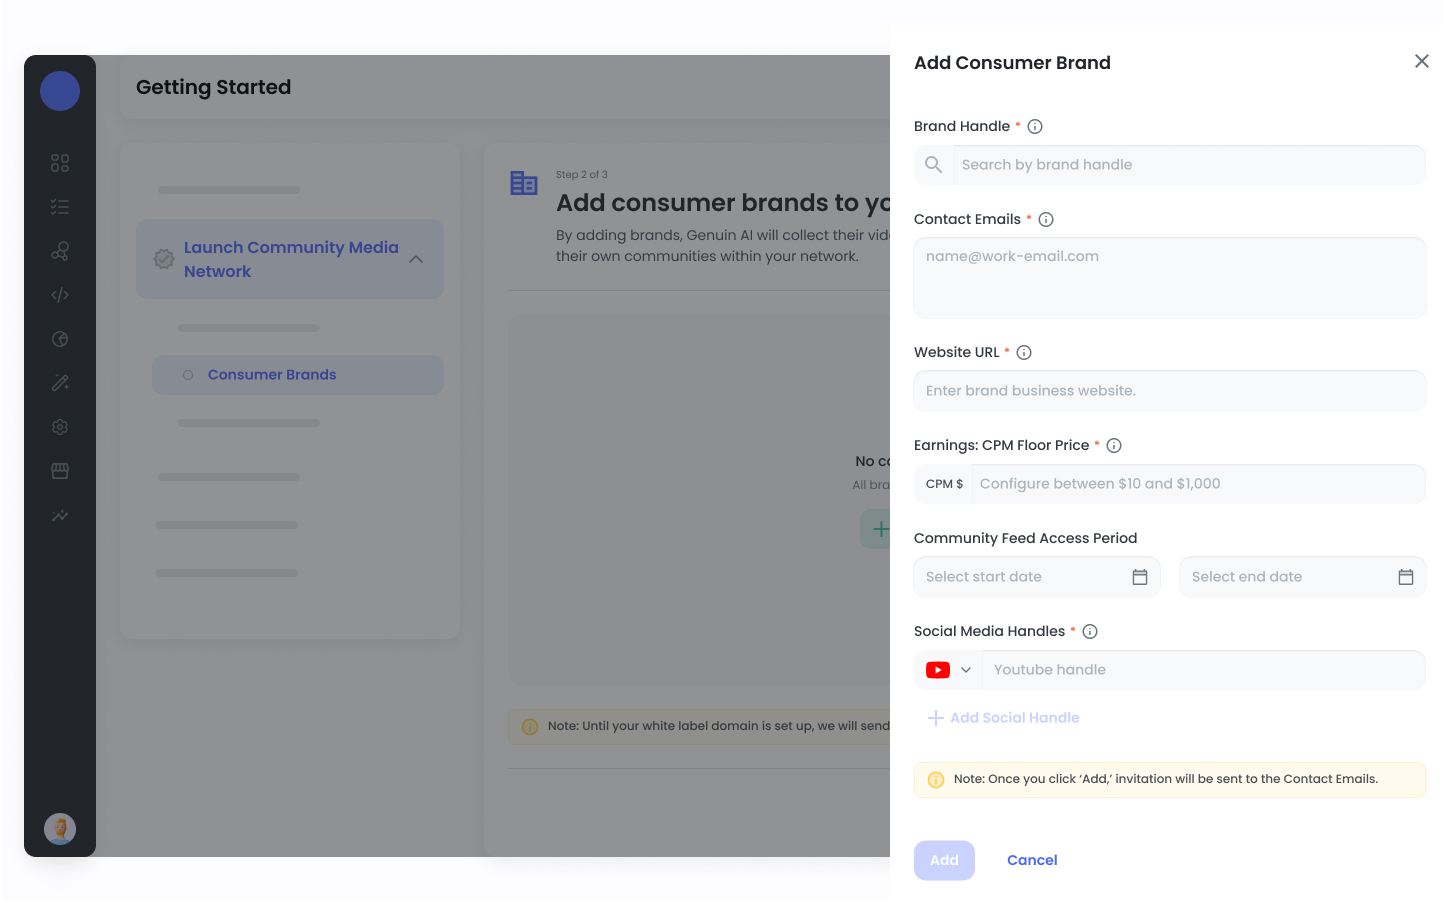 Getting Started
Launch Community Media
Network
Consumer Brands
Step 2 of 3
Add consumer brands to yo
By adding brands, Genuin AI will collect their vid
their own communities within your network.
No co
All bra
Note: Until your white label domain is set up, we will send
Add Consumer Brand
Brand Handle *
Search by brand handle
Contact Emails *
name@work-email.com
Website URL *
Enter brand business website.
Earnings: CPM Floor Price *
CPM $ Configure between $10 and $1,000
Community Feed Access Period
Select start date Select end date
Social Media Handles *
Youtube handle
Add Social Handle
Note: Once you click ‘Add,’ invitation will be sent to the Contact Emails.
Add Cancel